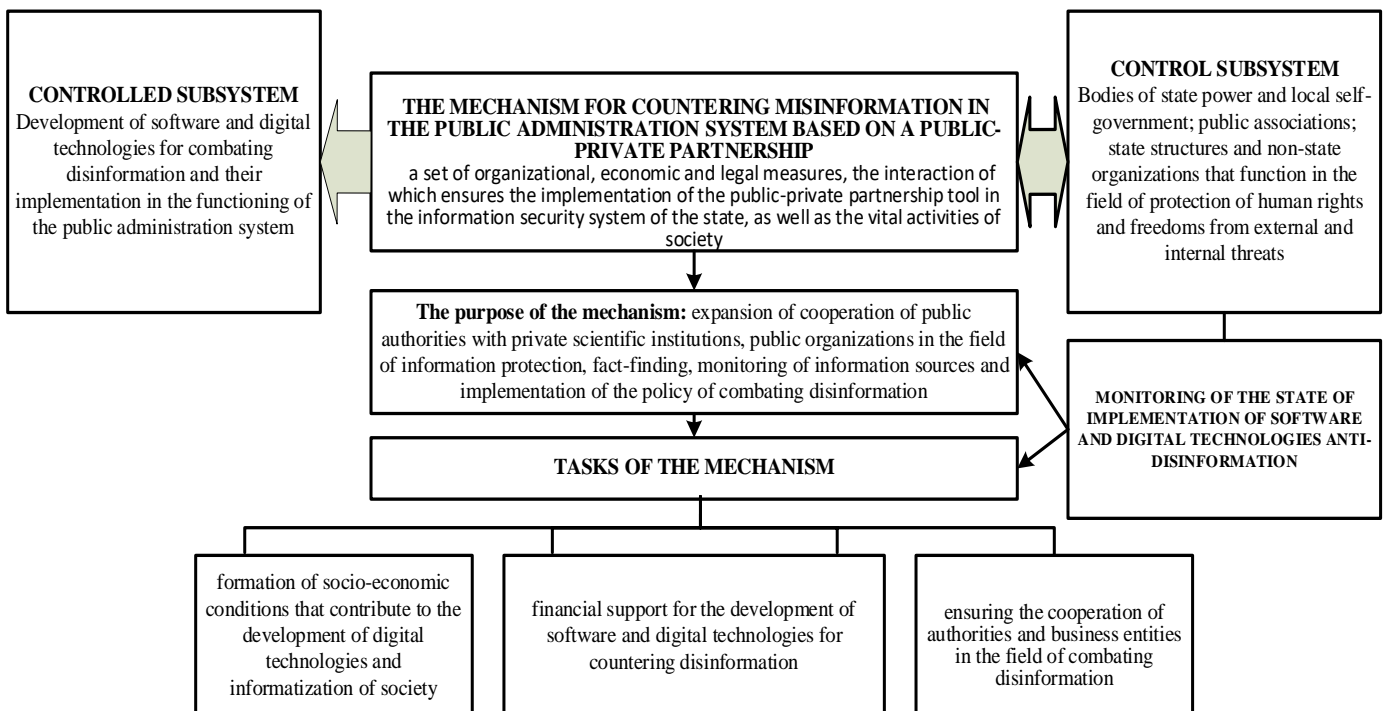 CONTROLLED SUBSYSTEM
Development of software and digital
technologies for combating
disinformation and their
implementation in the functioning of
the public administration system
THE MECHANISM FOR COUNTERING MISINFORMATION IN
THE PUBLIC ADMINISTRATION SYSTEM BASED ON A PUBLIC-
PRIVATE PARTNERSHIP
a set of organizational, economic and legal measures, the interaction of
which ensures the implementation of the public-private partnership tool in
the information security system of the state, as well as the vital activities of
society
CONTROL SUBSYSTEM
Bodies of state power and local self-
government; public associations;
state structures and non-state
organizations that function in the
field of protection of human rights
and freedoms from external and
internal threats
The purpose of the mechanism: expansion of cooperation of public
authorities with private scientific institutions, public organizations in the field
of information protection, fact-finding, monitoring of information sources and
implementation of the policy of combating disinformation
MONITORING OF THE STATE OF
IMPLEMENTATION OF SOFTWARE
AND DIGITAL TECHNOLOGIES ANTI-
DISINFORMATION
TASKS OF THE MECHANISM
formation of socio-economic
conditions that contribute to the
development of digital
technologies and
informatization of society
financial support for the development of
software and digital technologies for
countering disinformation
ensuring the cooperation of
authorities and business entities
in the field of combating
disinformation